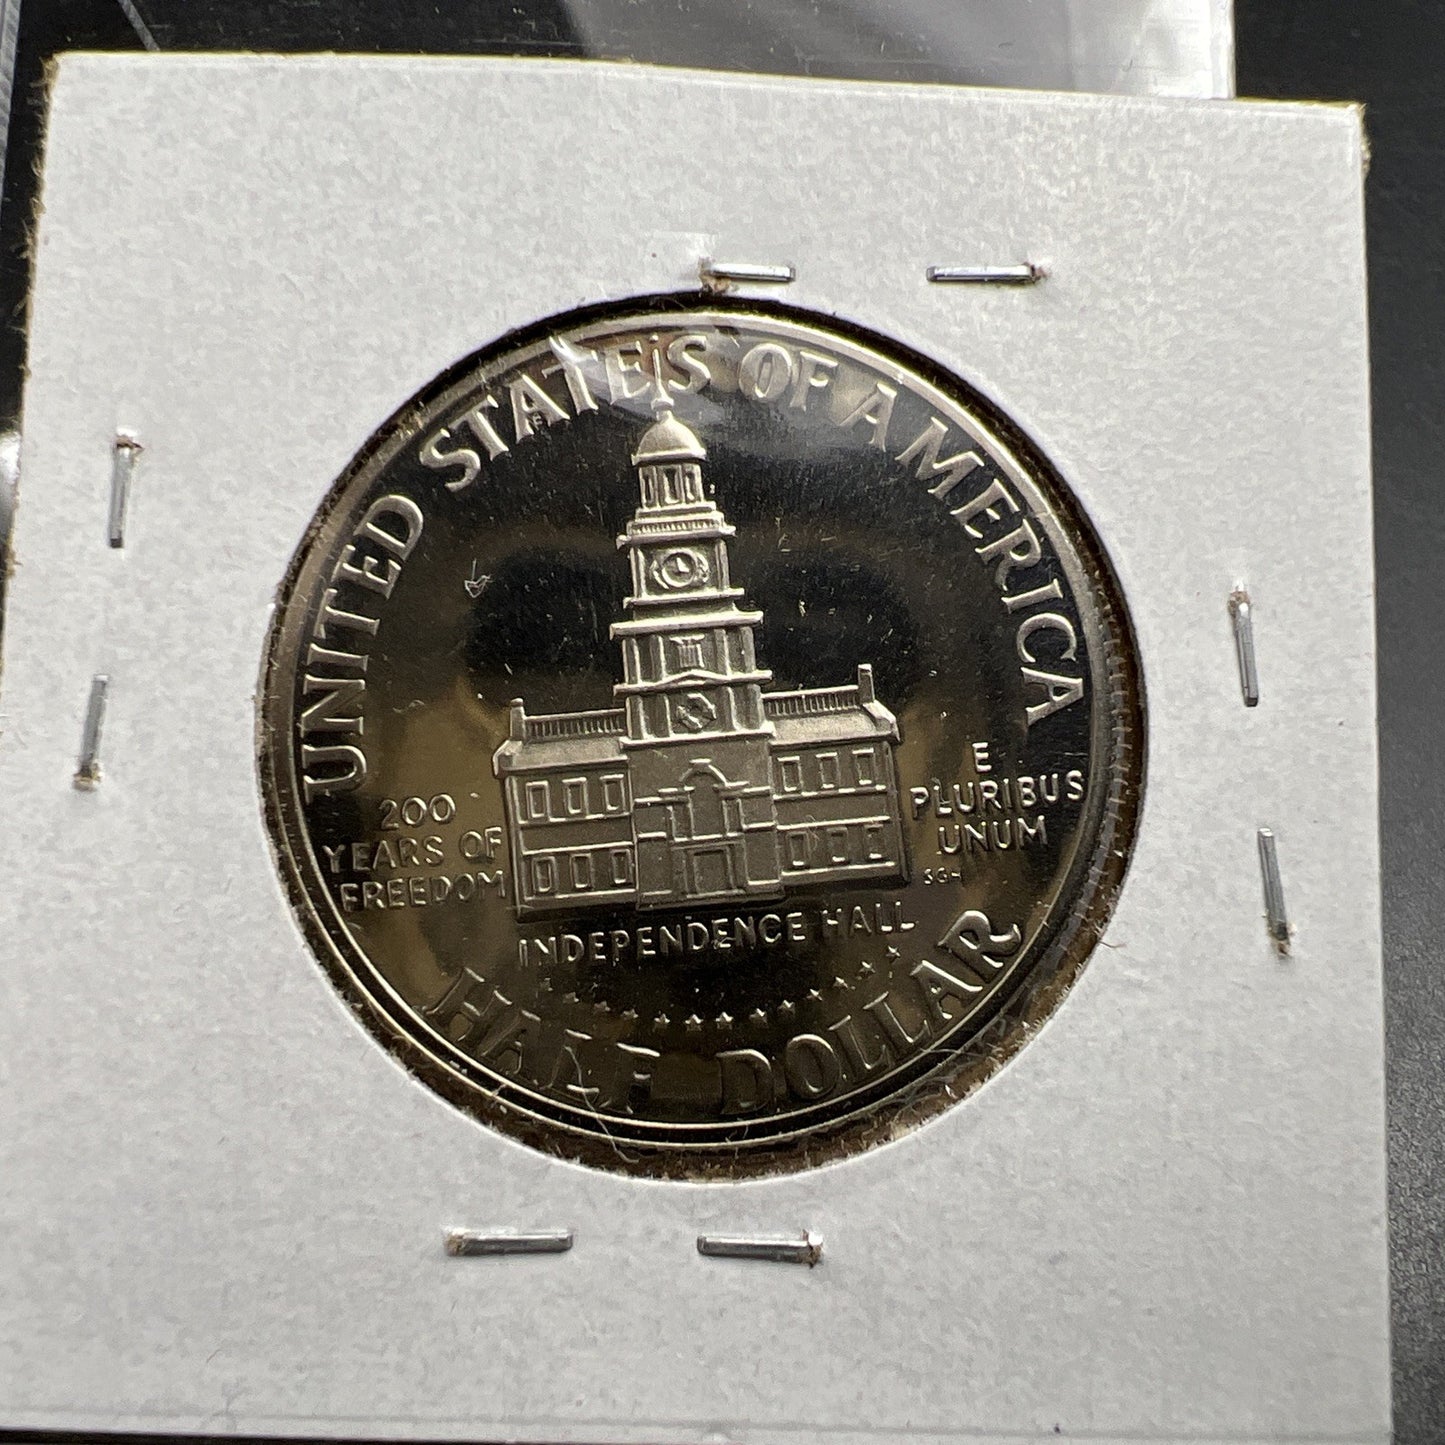 UNITED STATES OF AMERICA
200
YEARS OF
FREEDOM
E
PLURIBUS
UNUM
SGH
INDEPENDENCE HALL
HALF DOLLAR